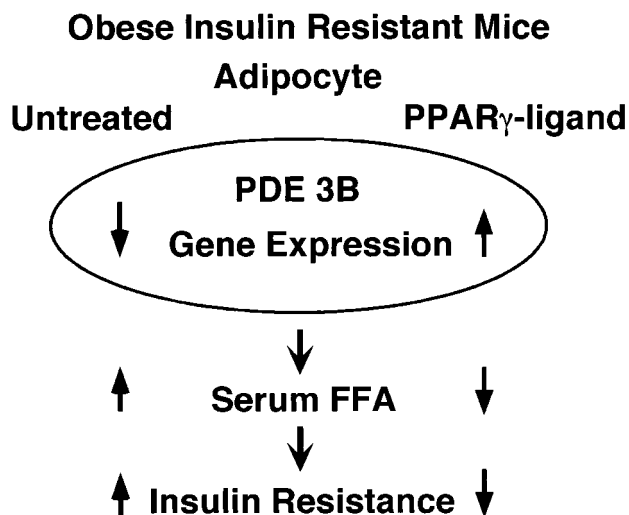 Obese Insulin Resistant Mice
Adipocyte
Untreated PPARγ-ligand
PDE 3B
Gene Expression
Serum FFA
Insulin Resistance